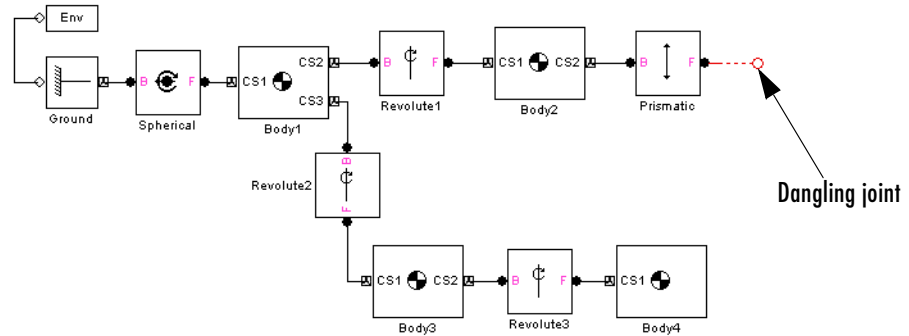 Env
Ground
B F
Spherical
CS1 CS2
CS3
Body1
B F
Revolute1
CS1 CS2
Body2
B F
Prismatic
Dangling joint
Revolute2
B
F
CS1 CS2
Body3
B F
Revolute3
CS1
Body4